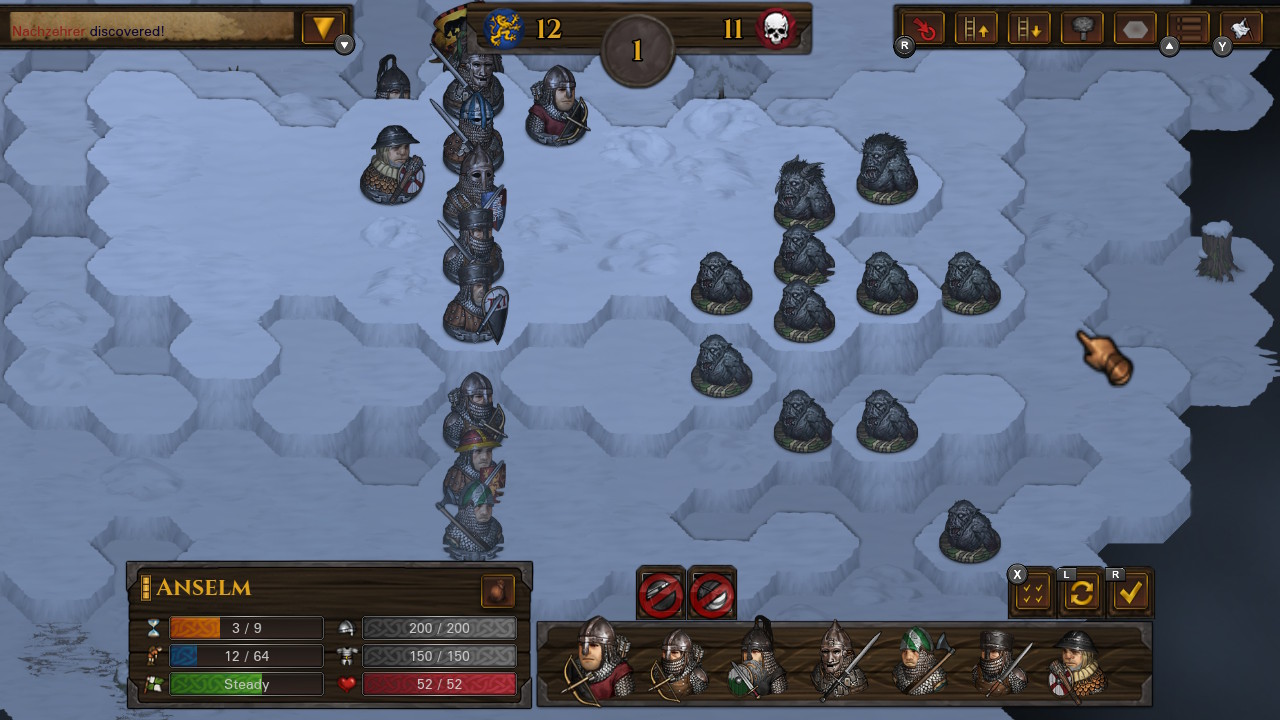 Nachzehrer discovered!
12
1
11
R
Y
ANSELM
3 / 9
200 / 200
12 / 64
150 / 150
Steady
52 / 52
X
L
R